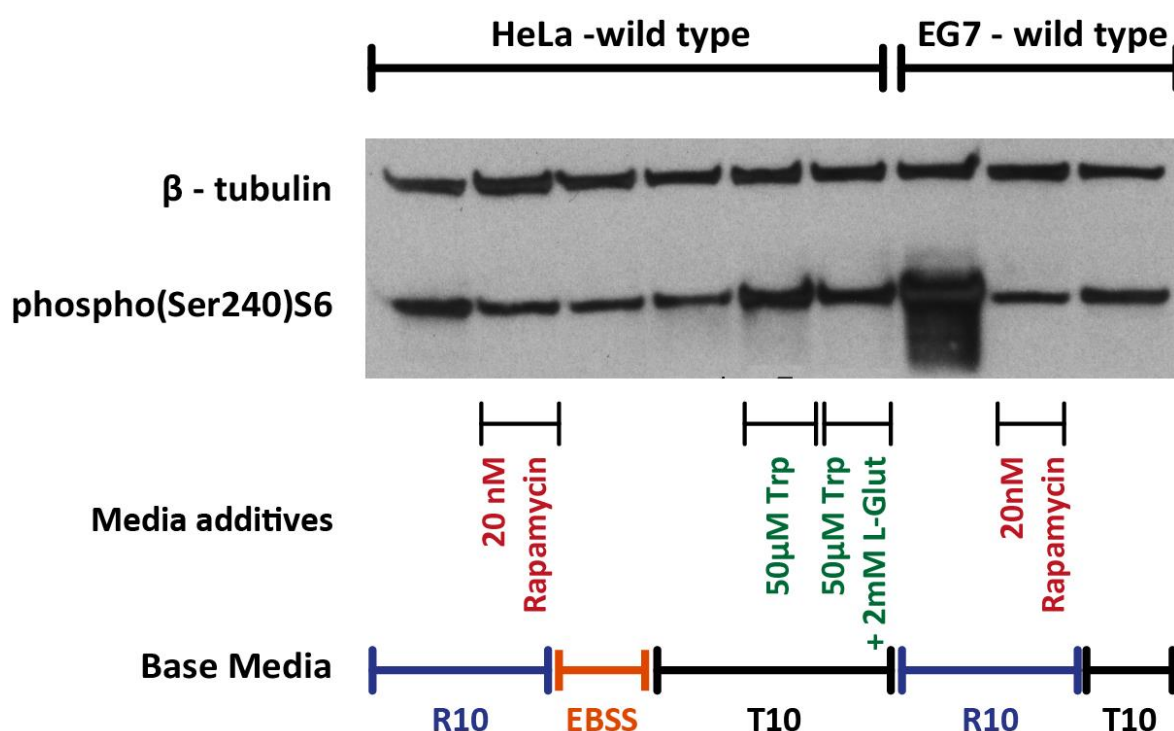 HeLa -wild type
EG7 - wild type
β - tubulin
phospho(Ser240)S6
Media additives
20 nM
Rapamycin
50µM Trp
50µM Trp
+ 2mM L-Glut
20nM
Rapamycin
Base Media
R10
EBSS
T10
R10
T10